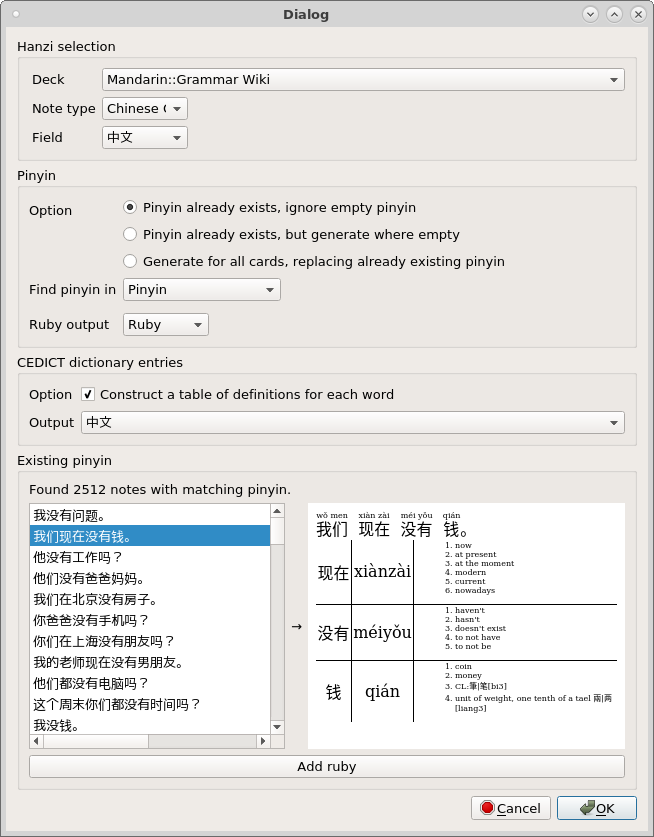 Dialog
Hanzi selection
Deck Mandarin::Grammar Wiki
Note type Chinese (
Field 中文
Pinyin
Option Pinyin already exists, ignore empty pinyin
Pinyin already exists, but generate where empty
Generate for all cards, replacing already existing pinyin
Find pinyin in Pinyin
Ruby output Ruby
CEDICT dictionary entries
Option Construct a table of definitions for each word
Output 中文
Existing pinyin
Found 2512 notes with matching pinyin.
我没有问题。
我们现在没有钱。
他没有工作吗？
他们没有爸爸妈妈。
我们在北京没有房子。
你爸爸没有手机吗？
你们在上海没有朋友吗？
我的老师现在没有男朋友。
他们都没有电脑吗？
这个周末你们都没有时间吗？
我没钱。
→
wǒ men xiàn zài méi yǒu qián
我们 现在 没有 钱。
现在 xiànzài
1. now
2. at present
3. at the moment
4. modern
5. current
6. nowadays
没有 méiyǒu
1. haven't
2. hasn't
3. doesn't exist
4. to not have
5. to not be
钱 qián
1. coin
2. money
3. CL:筆|笔[bi3]
4. unit of weight, one tenth of a tael 兩|两
[liang3]
Add ruby
Cancel OK